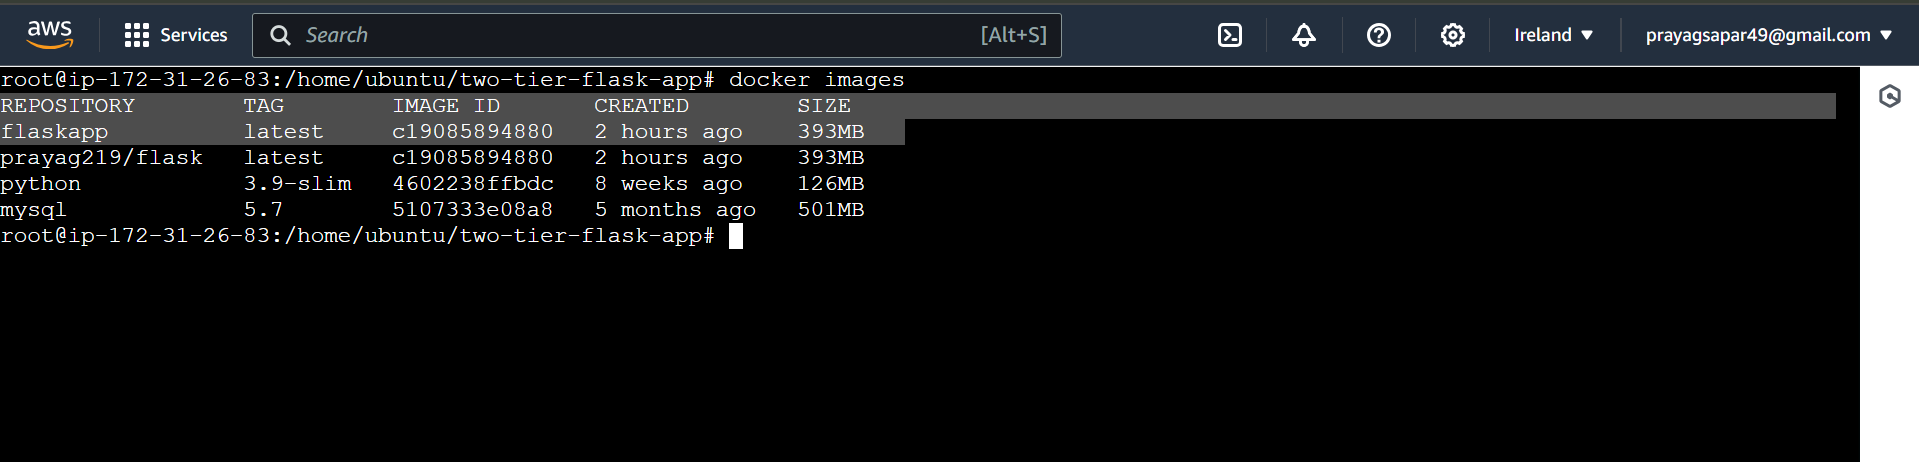 aws Services Search [Alt+S] Ireland prayagsapar49@gmail.com
root@ip-172-31-26-83:/home/ubuntu/two-tier-flask-app# docker images
REPOSITORY TAG IMAGE ID CREATED SIZE
flaskapp latest c19085894880 2 hours ago 393MB
prayag219/flask latest c19085894880 2 hours ago 393MB
python 3.9-slim 4602238ffbdc 8 weeks ago 126MB
mysql 5.7 5107333e08a8 5 months ago 501MB
root@ip-172-31-26-83:/home/ubuntu/two-tier-flask-app#